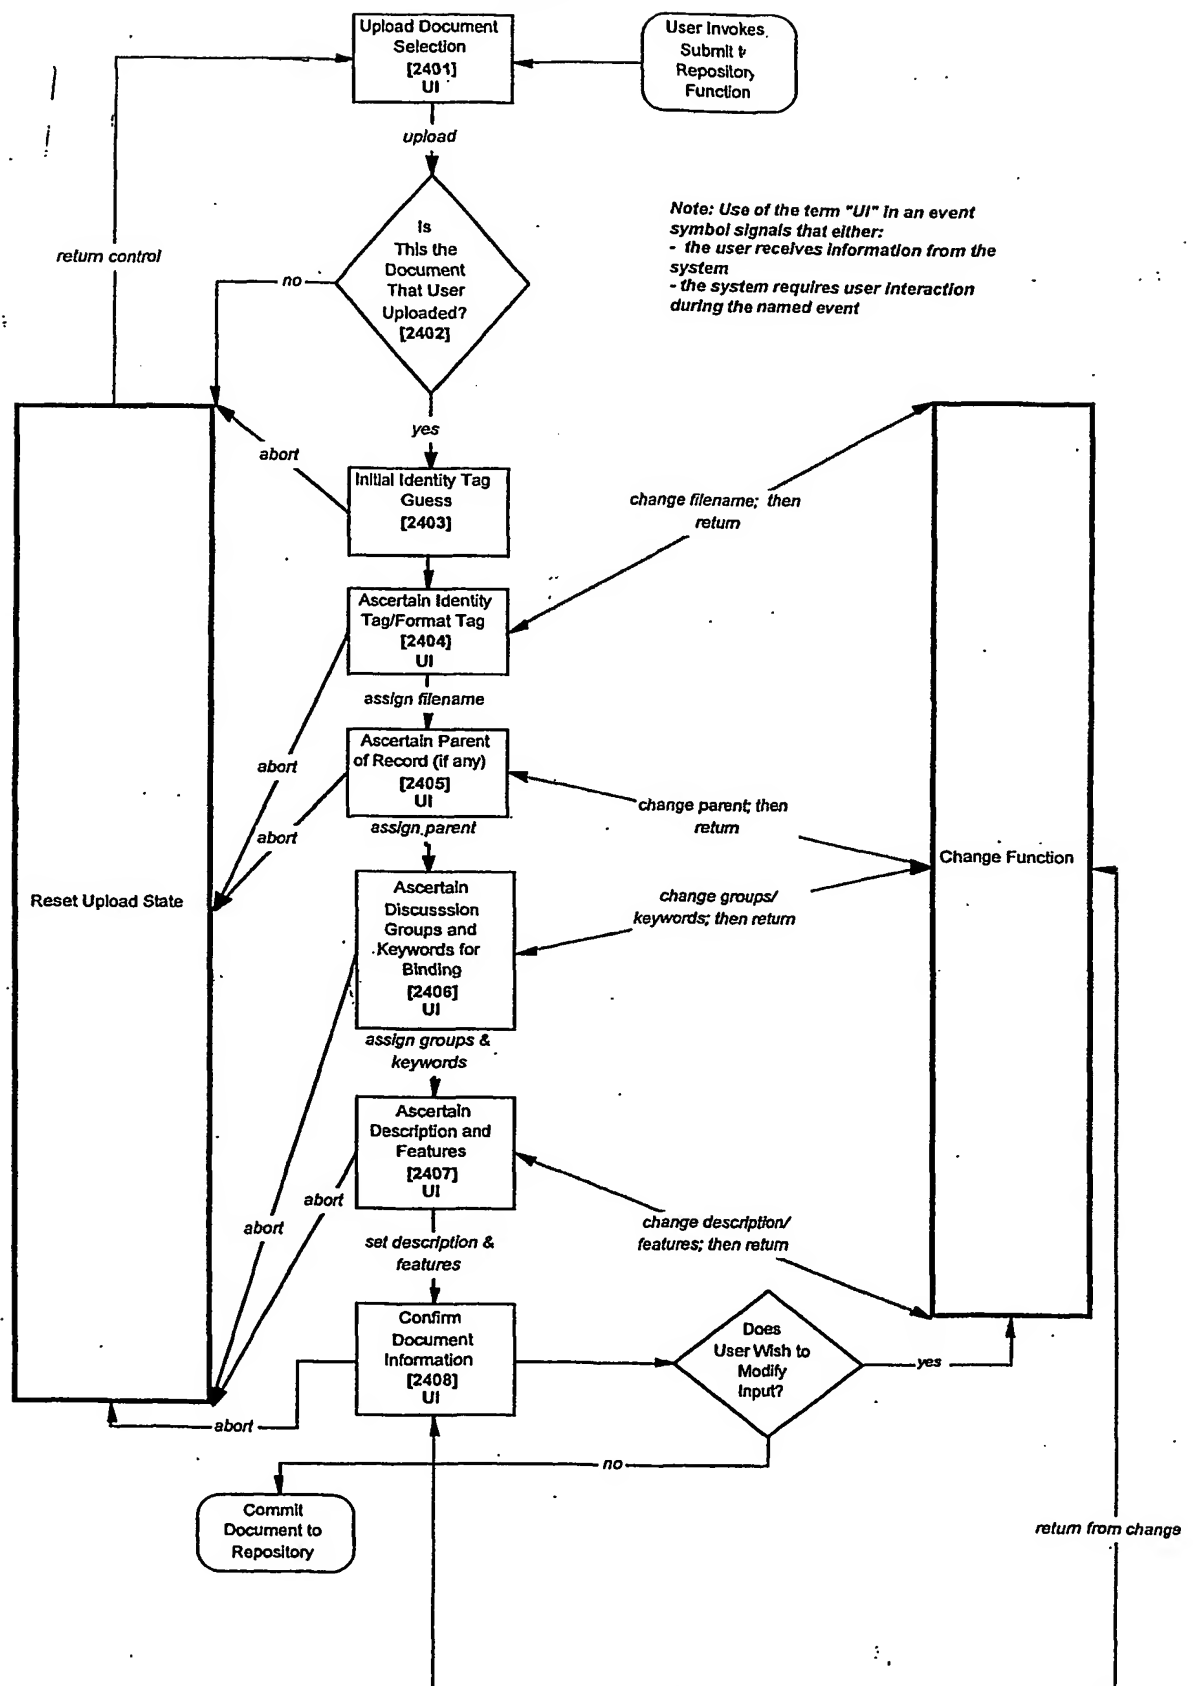 Upload Document
Selection
[2401]
UI
User Invokes
Submit t
Repository
Function
upload
Is
This the
Document
That User
Uploaded?
[2402]
Note: Use of the term "UI" in an event
symbol signals that either:
- the user receives information from the
system
- the system requires user interaction
during the named event
return control
no
yes
abort
Initial Identity Tag
Guess
[2403]
change filename; then
return
Ascertain Identity
Tag/Format Tag
[2404]
UI
assign filename
abort
Ascertain Parent
of Record (if any)
[2405]
UI
abort
change parent; then
return
assign parent
Reset Upload State
Change Function
Ascertain
Discusssion
Groups and
Keywords for
Binding
[2406]
UI
change groups/
keywords; then return
assign groups &
keywords
Ascertain
Description and
Features
[2407]
UI
abort
abort
change description/
features; then return
set description &
features
Confirm
Document
Information
[2408]
UI
Does
User Wish to
Modify
Input?
yes
abort
no
Commit
Document to
Repository
return from change